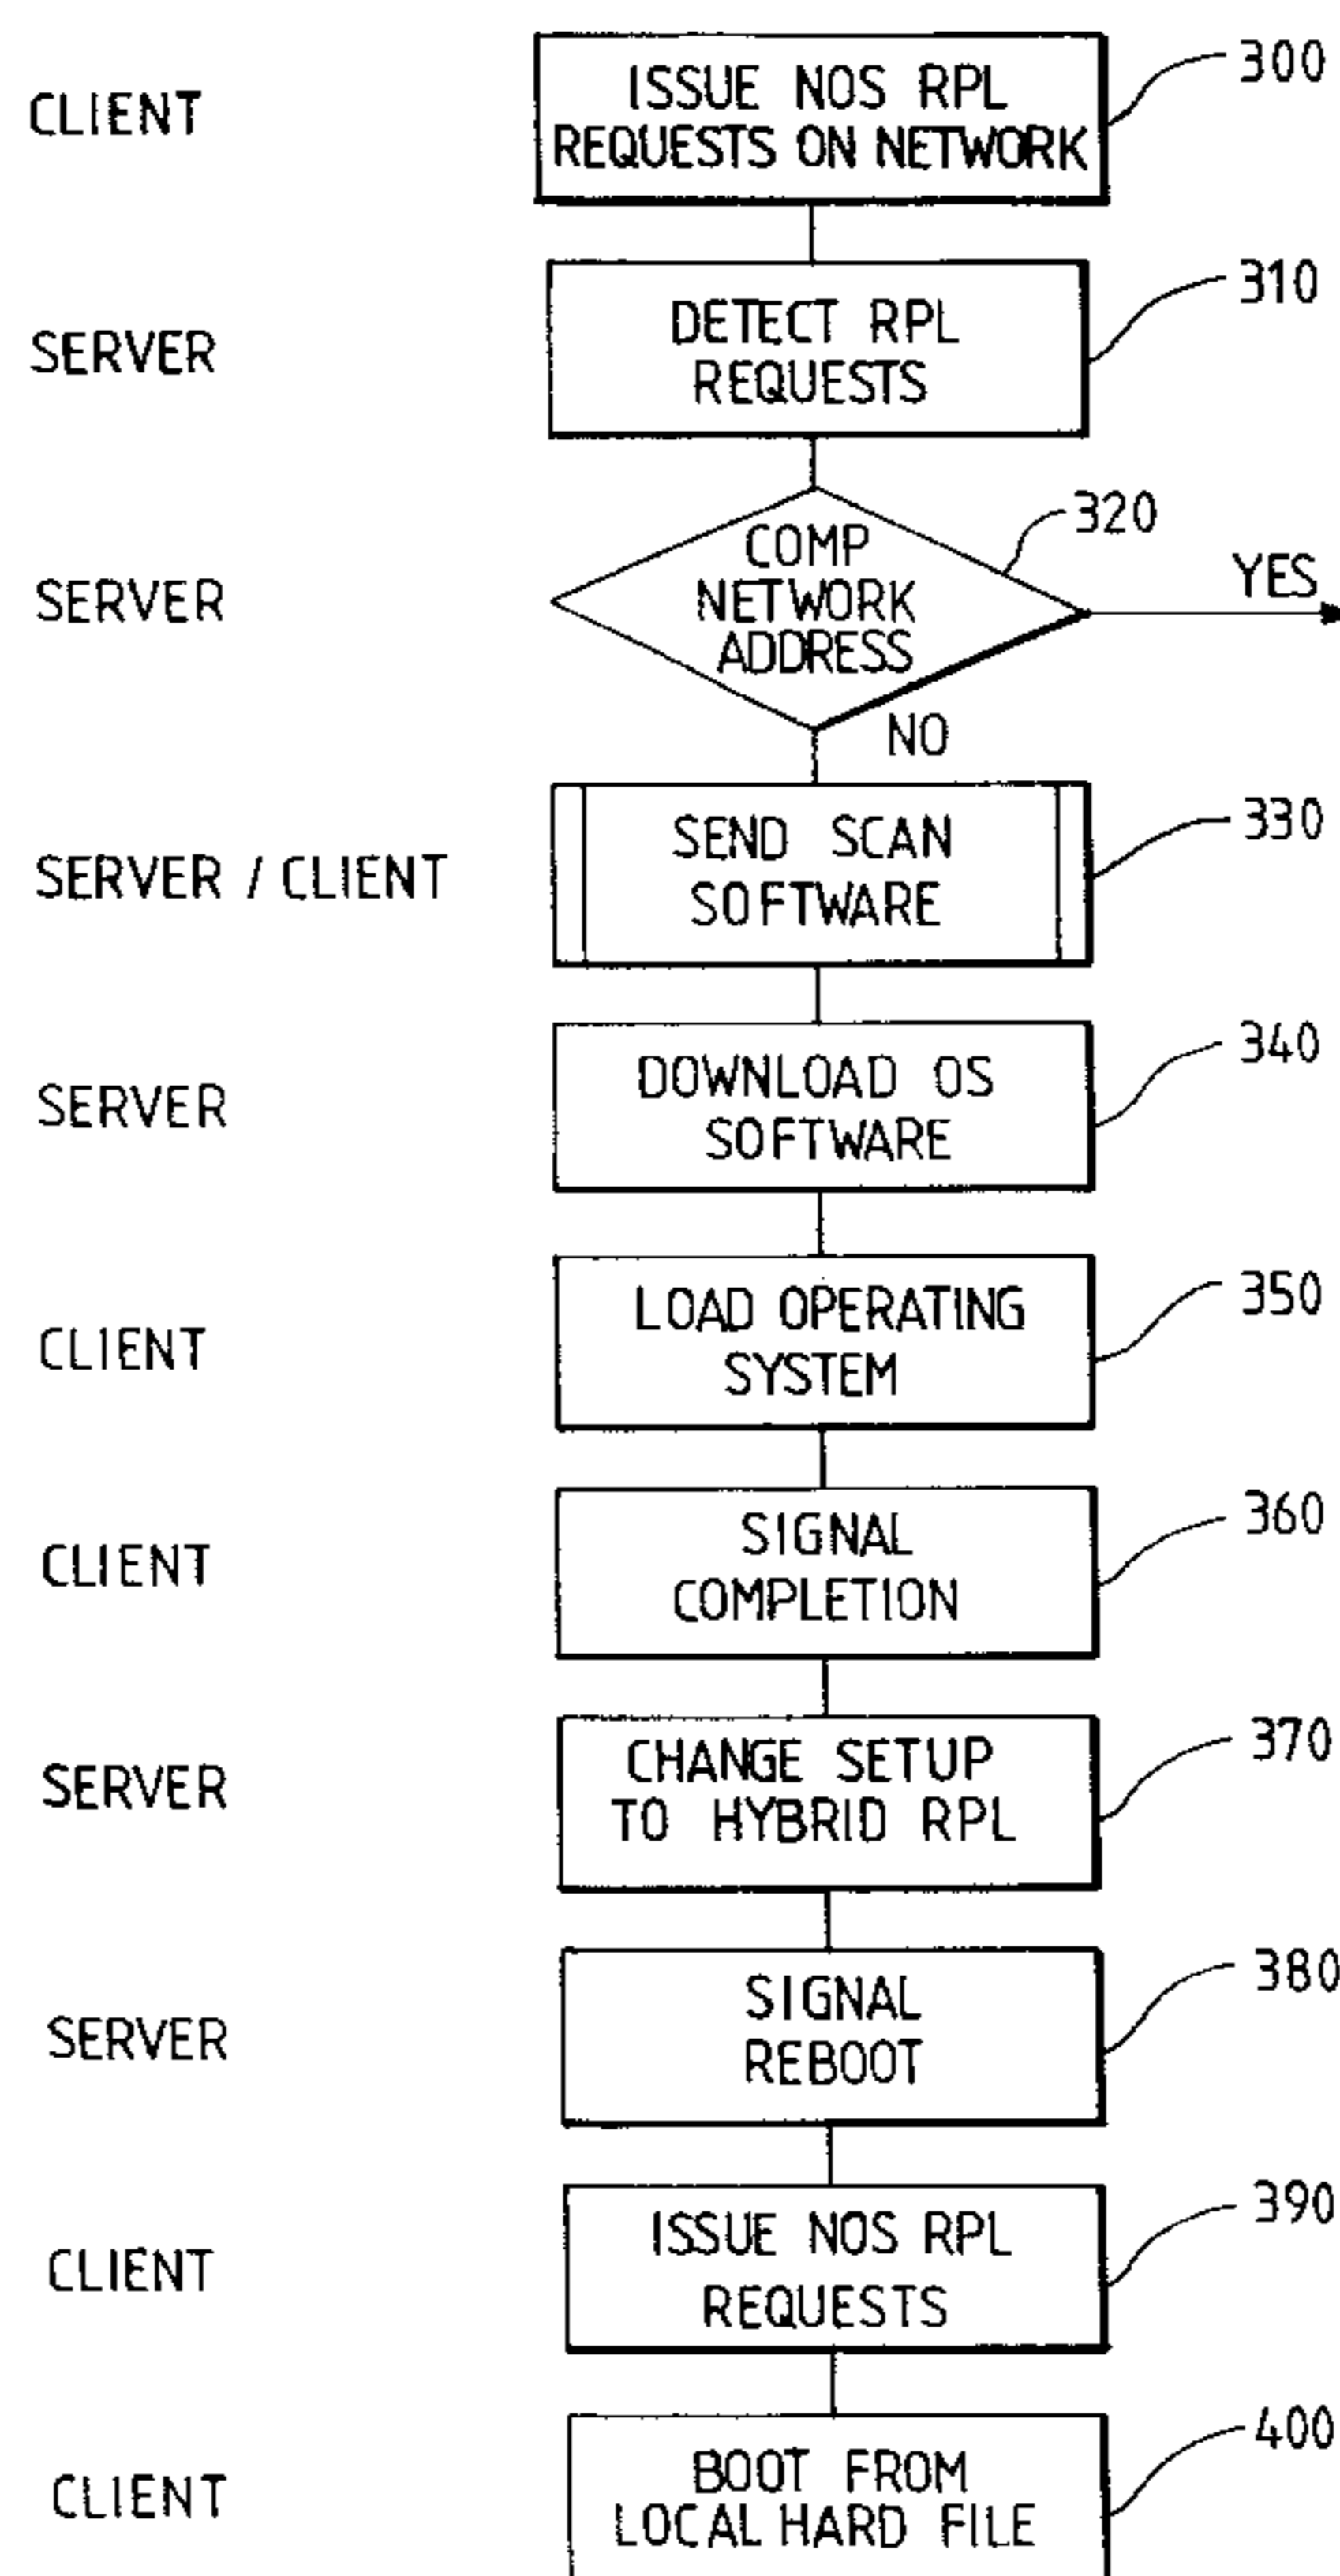 CLIENT
ISSUE NOS RPL
REQUESTS ON NETWORK
300
SERVER
DETECT RPL
REQUESTS
310
SERVER
COMP
NETWORK
ADDRESS
320
YES
NO
SERVER / CLIENT
SEND SCAN
SOFTWARE
330
SERVER
DOWNLOAD OS
SOFTWARE
340
CLIENT
LOAD OPERATING
SYSTEM
350
CLIENT
SIGNAL
COMPLETION
360
SERVER
CHANGE SETUP
TO HYBRID RPL
370
SERVER
SIGNAL
REBOOT
380
CLIENT
ISSUE NOS RPL
REQUESTS
390
CLIENT
BOOT FROM
LOCAL HARD FILE
400